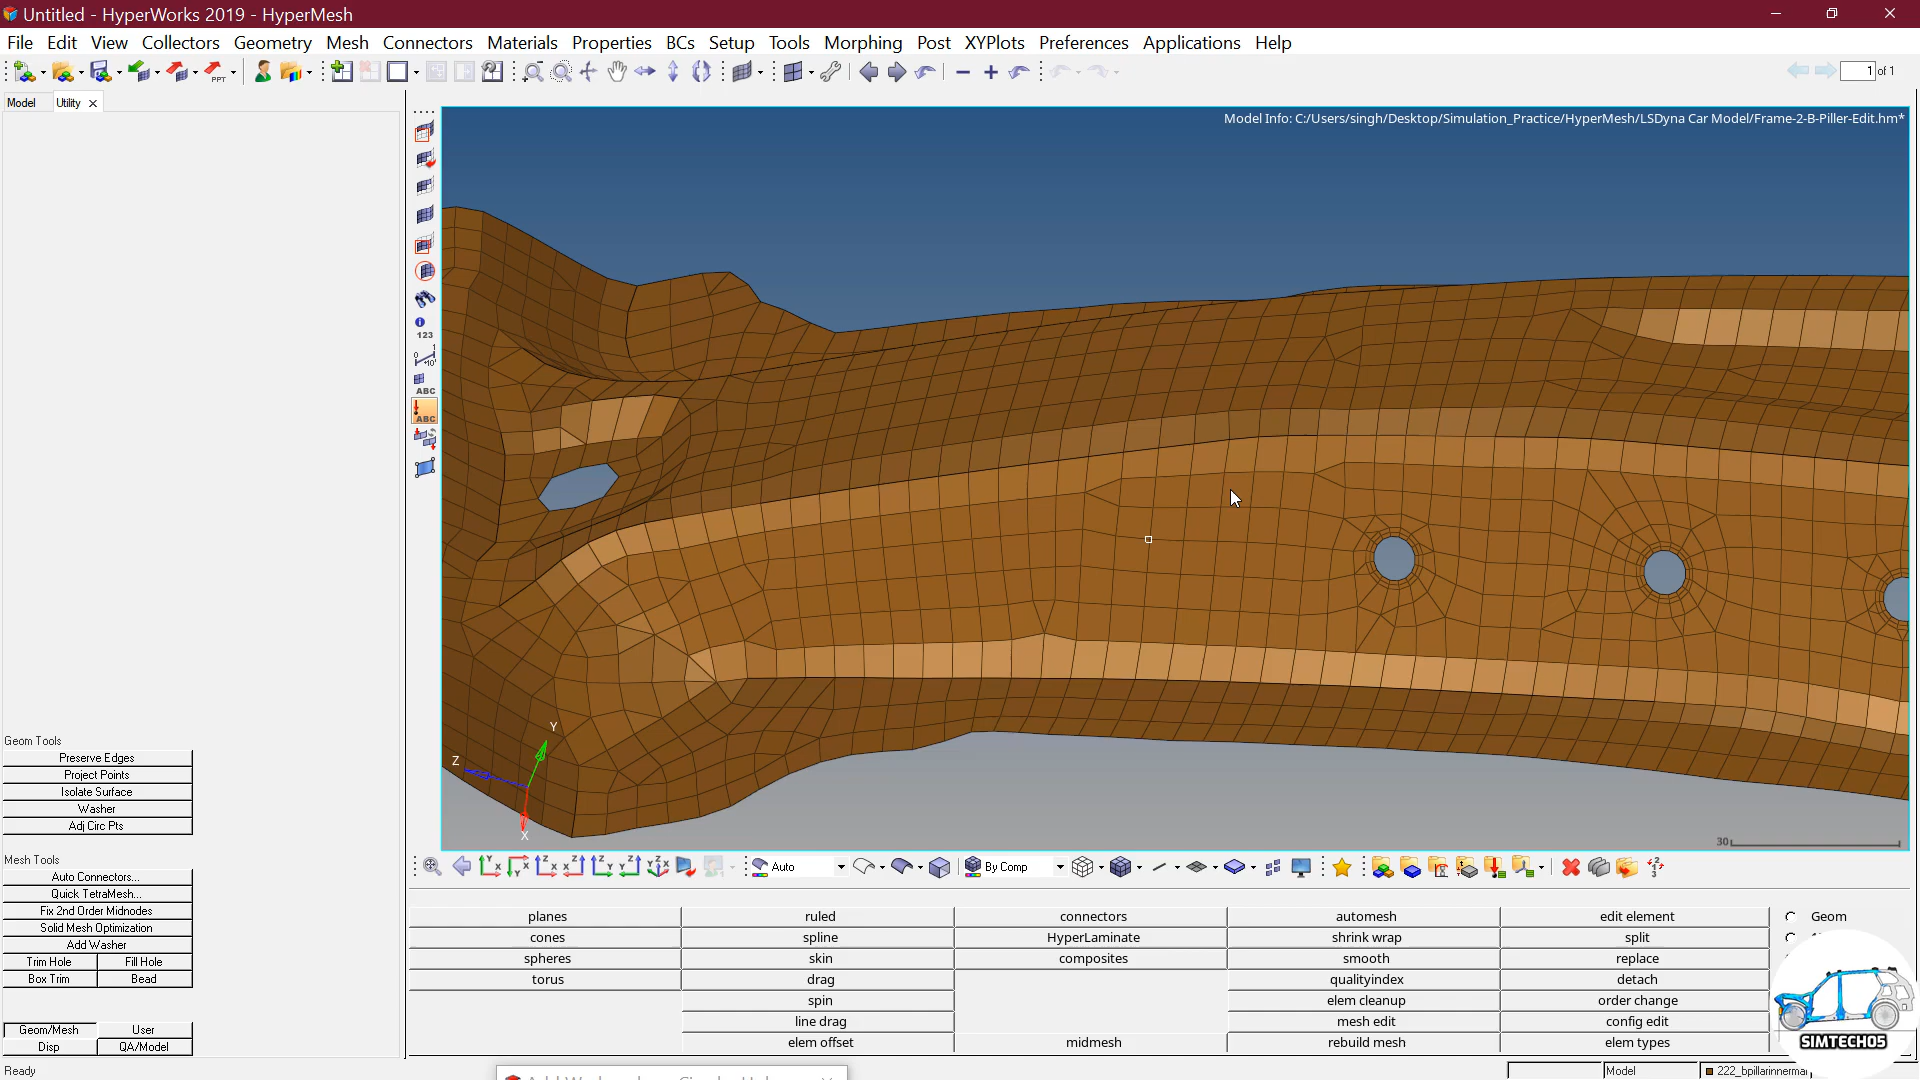 Untitled - HyperWorks 2019 - HyperMesh
File Edit View Collectors Geometry Mesh Connectors Materials Properties BCs Setup Tools Morphing Post XYPlots Preferences Applications Help
PPT
1 of 1
Model Utility
Model Info: C:/Users/singh/Desktop/Simulation_Practice/HyperMesh/LSDyna Car Model/Frame-2-B-Piller-Edit.hm*
123
ABC
ABC
Geom Tools
Preserve Edges
Project Points
Isolate Surface
Washer
Adj Circ Pts
Y
Z
X
30
Auto
By Comp
Mesh Tools
Auto Connectors...
Quick TetraMesh...
Fix 2nd Order Midnodes
Solid Mesh Optimization
Add Washer
Trim Hole Fill Hole
Box Trim Bead
Geom/Mesh User
Disp QA/Model
planes ruled connectors automesh edit element Geom
cones spline HyperLaminate shrink wrap split
spheres skin composites smooth replace
torus drag qualityindex detach
spin elem cleanup order change
line drag mesh edit config edit
elem offset midmesh rebuild mesh elem types
SIMTECH05
Ready
Model